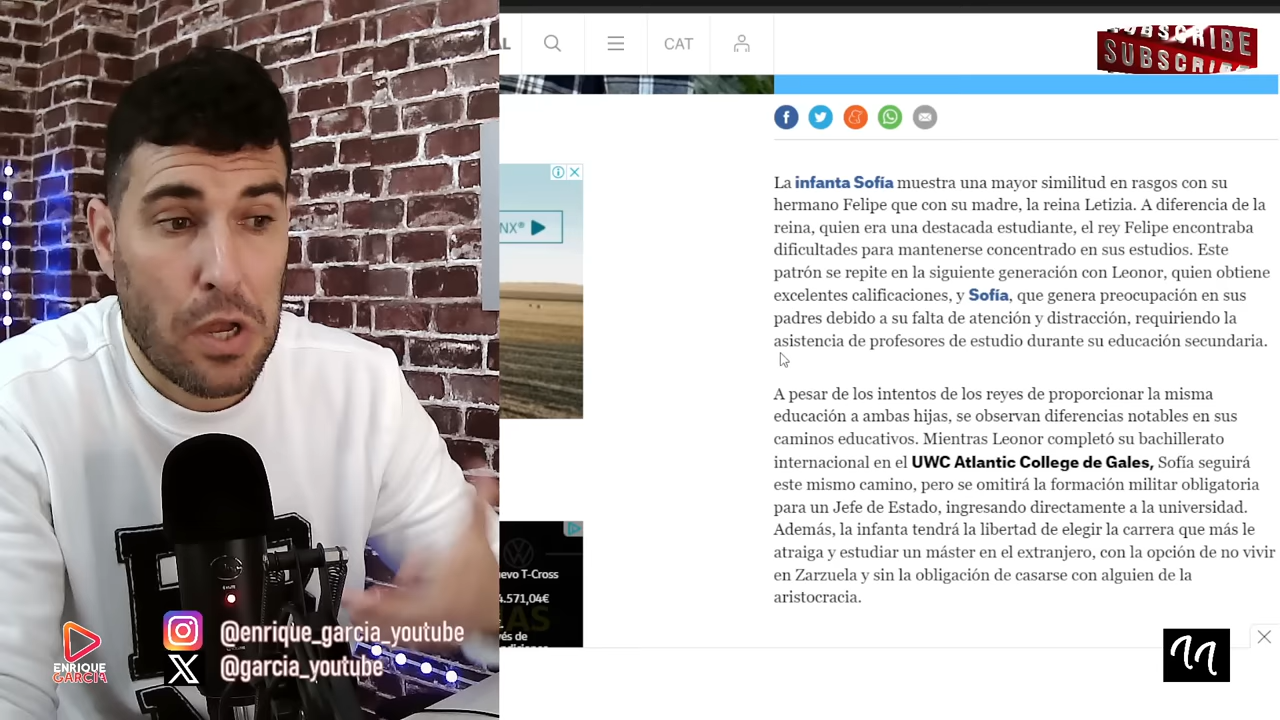 AL
CAT
SUBSCRIBE
SUBSCRIBE
La infanta Sofía muestra una mayor similitud en rasgos con su
hermano Felipe que con su madre, la reina Letizia. A diferencia de la
reina, quien era una destacada estudiante, el rey Felipe encontraba
dificultades para mantenerse concentrado en sus estudios. Este
patrón se repite en la siguiente generación con Leonor, quien obtiene
excelentes calificaciones, y Sofía, que genera preocupación en sus
padres debido a su falta de atención y distracción, requiriendo la
asistencia de profesores de estudio durante su educación secundaria.
A pesar de los intentos de los reyes de proporcionar la misma
educación a ambas hijas, se observan diferencias notables en sus
caminos educativos. Mientras Leonor completó su bachillerato
internacional en el UWC Atlantic College de Gales, Sofía seguirá
este mismo camino, pero se omitirá la formación militar obligatoria
para un Jefe de Estado, ingresando directamente a la universidad.
Además, la infanta tendrá la libertad de elegir la carrera que más le
atraiga y estudiar un máster en el extranjero, con la opción de no vivir
en Zarzuela y sin la obligación de casarse con alguien de la
aristocracia.
NX®
evo T-Cross
4.571,04€
vés de
@enrique_garcia_youtube
@garcia_youtube
ENRIQUE
GARCIA